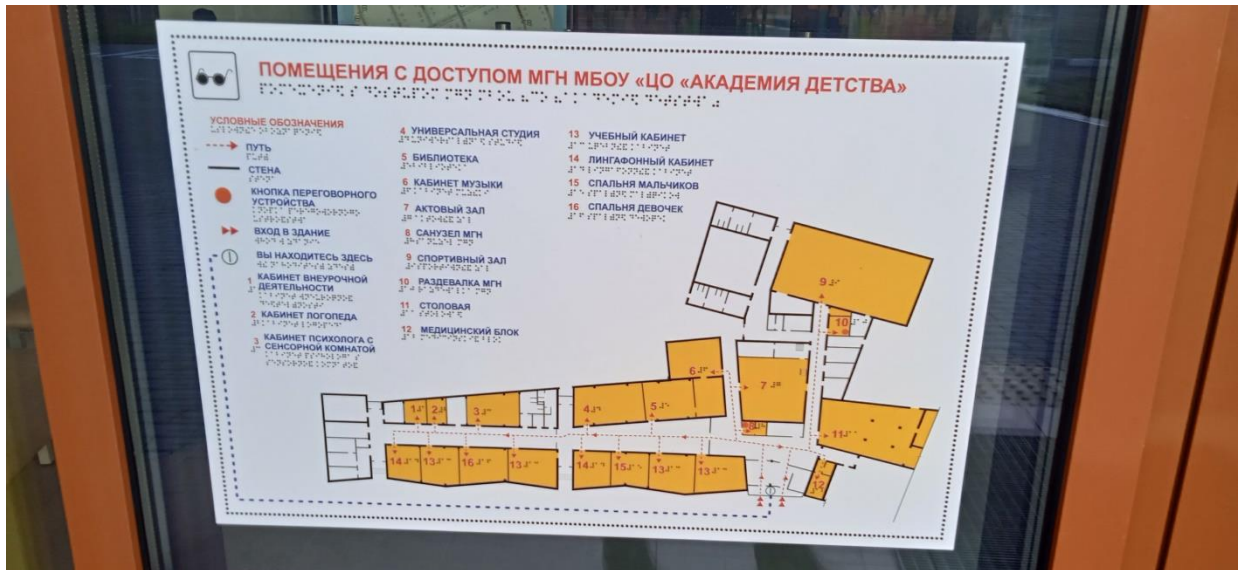 ПОМЕЩЕНИЯ С ДОСТУПОМ МГН МБОУ «ЦО «АКАДЕМИЯ ДЕТСТВА»
УСЛОВНЫЕ ОБОЗНАЧЕНИЯ
ПУТЬ
СТЕНА
КНОПКА ПЕРЕГОВОРНОГО
УСТРОЙСТВА
ВХОД В ЗДАНИЕ
ВЫ НАХОДИТЕСЬ ЗДЕСЬ
1 КАБИНЕТ ВНЕУРОЧНОЙ
ДЕЯТЕЛЬНОСТИ
2 КАБИНЕТ ЛОГОПЕДА
3 КАБИНЕТ ПСИХОЛОГА С
СЕНСОРНОЙ КОМНАТОЙ
4 УНИВЕРСАЛЬНАЯ СТУДИЯ
5 БИБЛИОТЕКА
6 КАБИНЕТ МУЗЫКИ
7 АКТОВЫЙ ЗАЛ
8 САНУЗЕЛ МГН
9 СПОРТИВНЫЙ ЗАЛ
10 РАЗДЕВАЛКА МГН
11 СТОЛОВАЯ
12 МЕДИЦИНСКИЙ БЛОК
13 УЧЕБНЫЙ КАБИНЕТ
14 ЛИНГАФОННЫЙ КАБИНЕТ
15 СПАЛЬНЯ МАЛЬЧИКОВ
16 СПАЛЬНЯ ДЕВОЧЕК
9
10
6
7
1 2 3 4 5
8
11
14 13 16 13 14 15 13 13
12